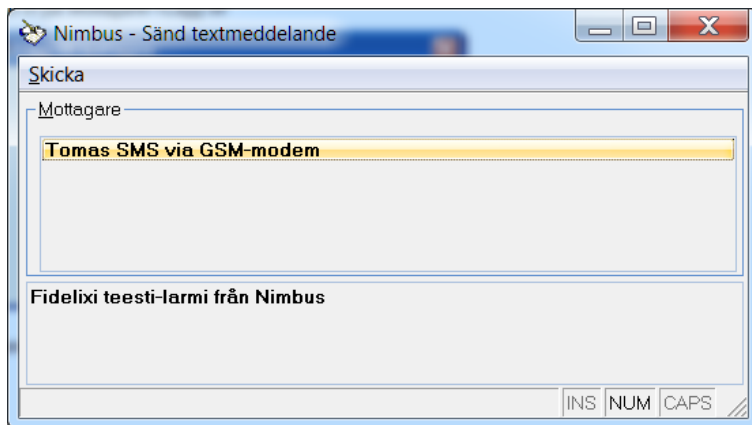 Nimbus - Sänd textmeddelande
Skicka
Mottagare
Tomas SMS via GSM-modem
Fidelixi teesti-larmi från Nimbus
INS NUM CAPS